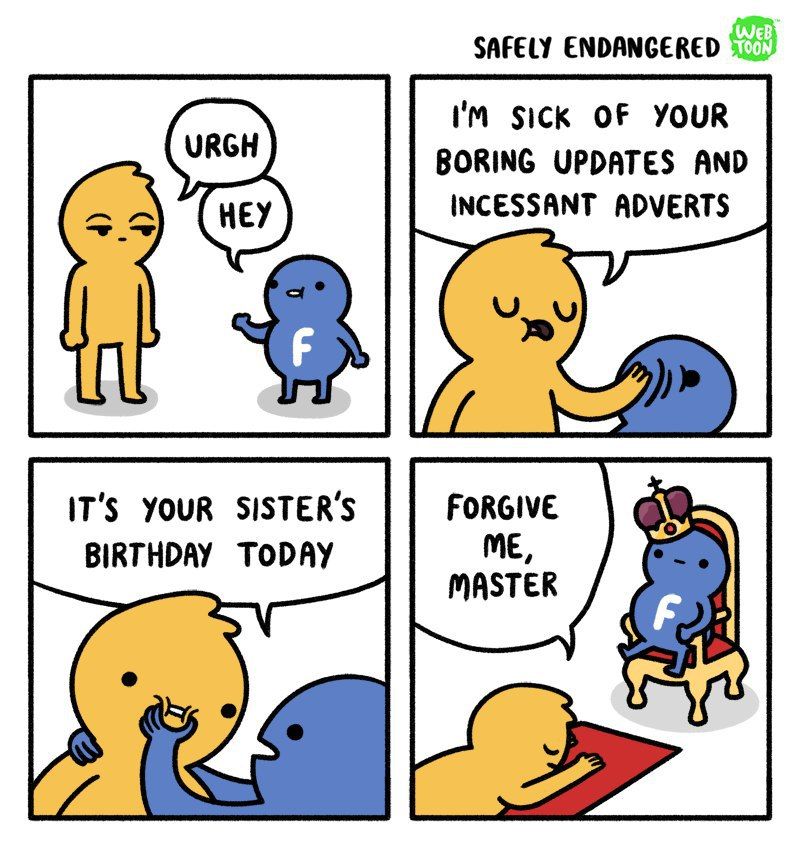 SAFELY ENDANGERED
WEB
TOON
URGH
HEY
F
I'M SICK OF YOUR
BORING UPDATES AND
INCESSANT ADVERTS
IT'S YOUR SISTER'S
BIRTHDAY TODAY
FORGIVE
ME,
MASTER
F